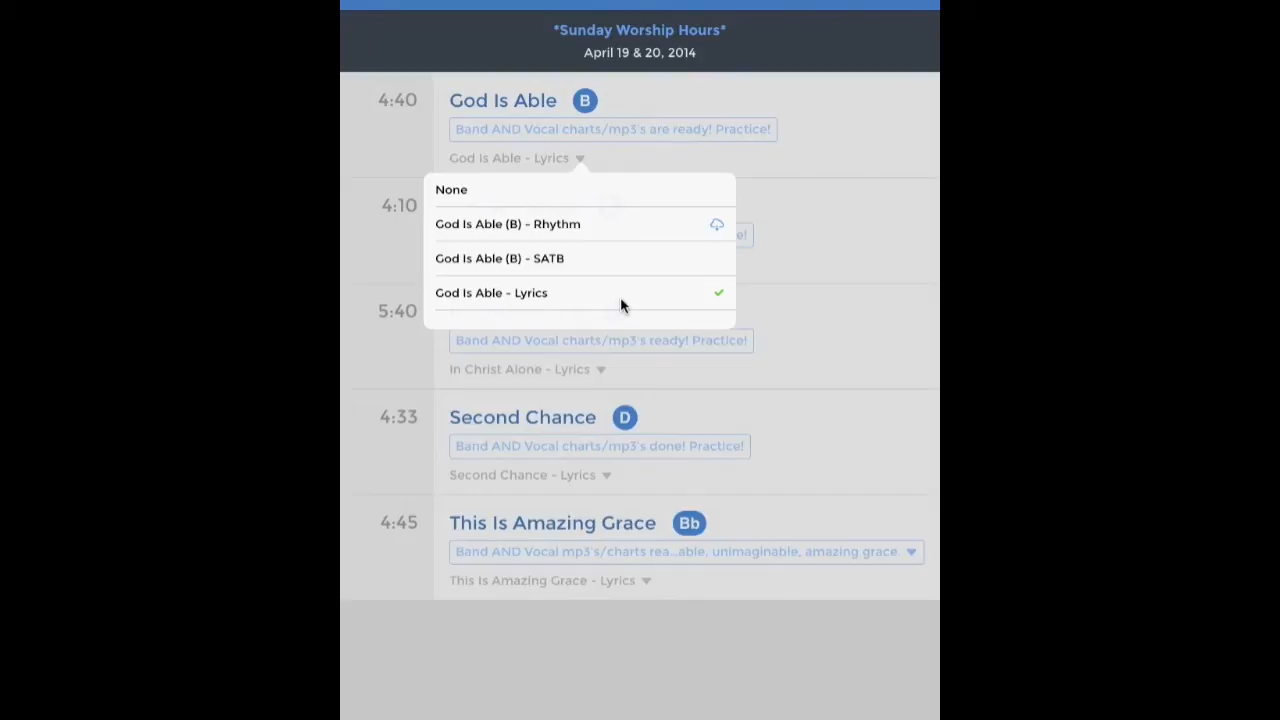 *Sunday Worship Hours*
April 19 & 20, 2014
4:40
God Is Able B
Band AND Vocal charts/mp3's are ready! Practice!
God Is Able - Lyrics
None
4:10
God Is Able (B) - Rhythm
e!
God Is Able (B) - SATB
God Is Able - Lyrics
5:40
Band AND Vocal charts/mp3's ready! Practice!
In Christ Alone - Lyrics
4:33
Second Chance D
Band AND Vocal charts/mp3's done! Practice!
Second Chance - Lyrics
4:45
This Is Amazing Grace Bb
Band AND Vocal mp3's/charts rea...able, unimaginable, amazing grace
This Is Amazing Grace - Lyrics